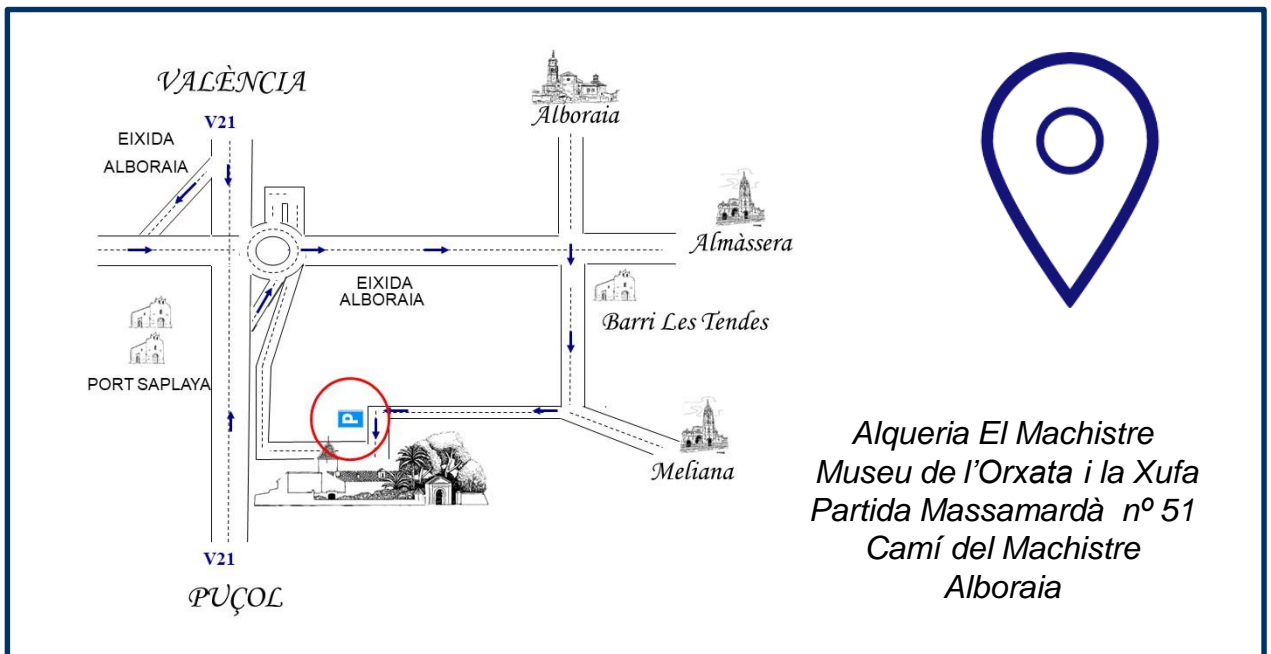 VALÈNCIA
V21
EIXIDA
ALBORAIA
Alboraia
Almàssera
EIXIDA
ALBORAIA
Barri Les Tendes
PORT SAPLAYA
P
Meliana
V21
PUÇOL
Alqueria El Machistre
Museu de l’Orxata i la Xufa
Partida Massamardà nº 51
Camí del Machistre
Alboraia